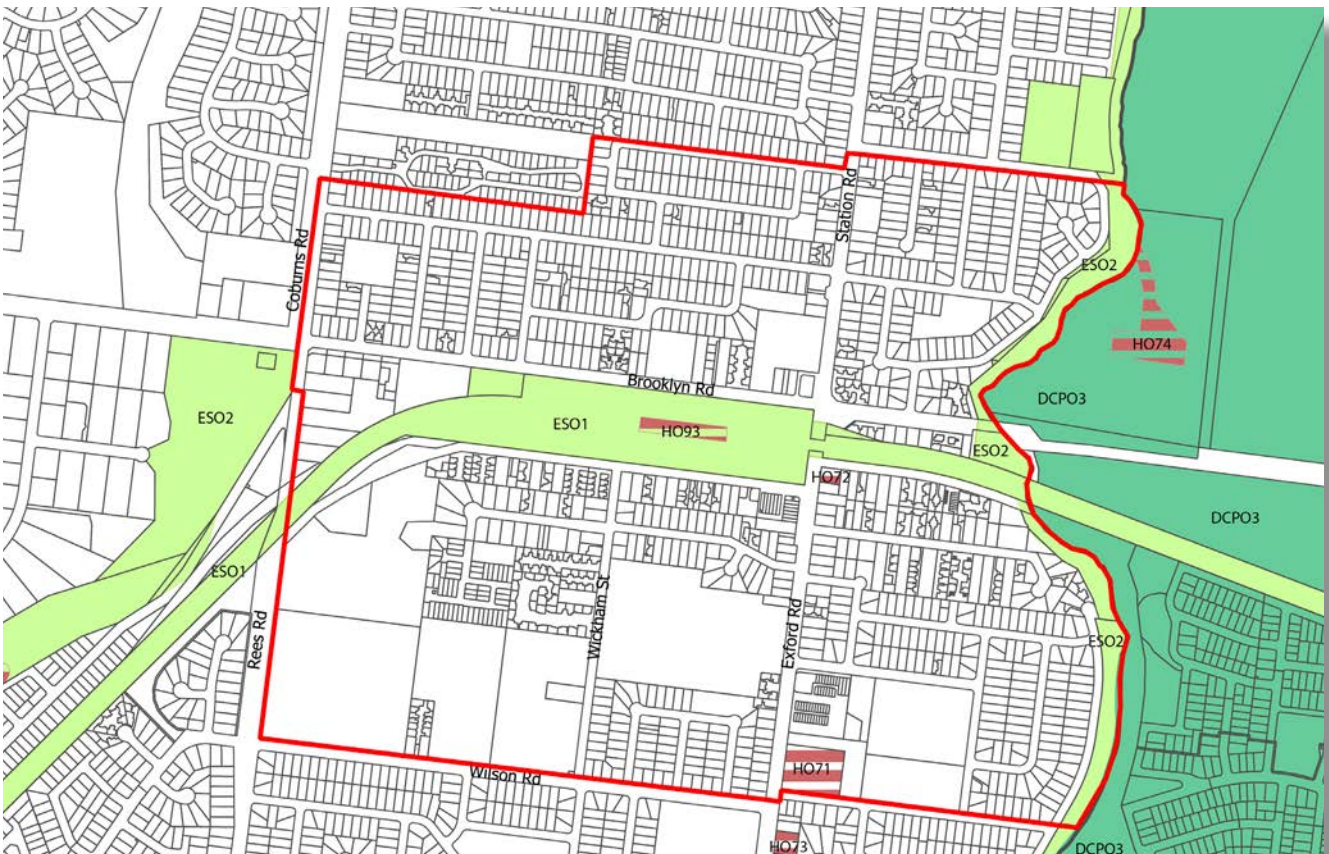 Station Rd
Coburns Rd
ESO2
HO74
Brooklyn Rd
DCPO3
ESO2
ESO1
HO93
ESO2
HO72
DCPO3
ESO1
Wickham St
Exford Rd
Rees Rd
ESO2
HO71
Wilson Rd
HO73
DCPO3